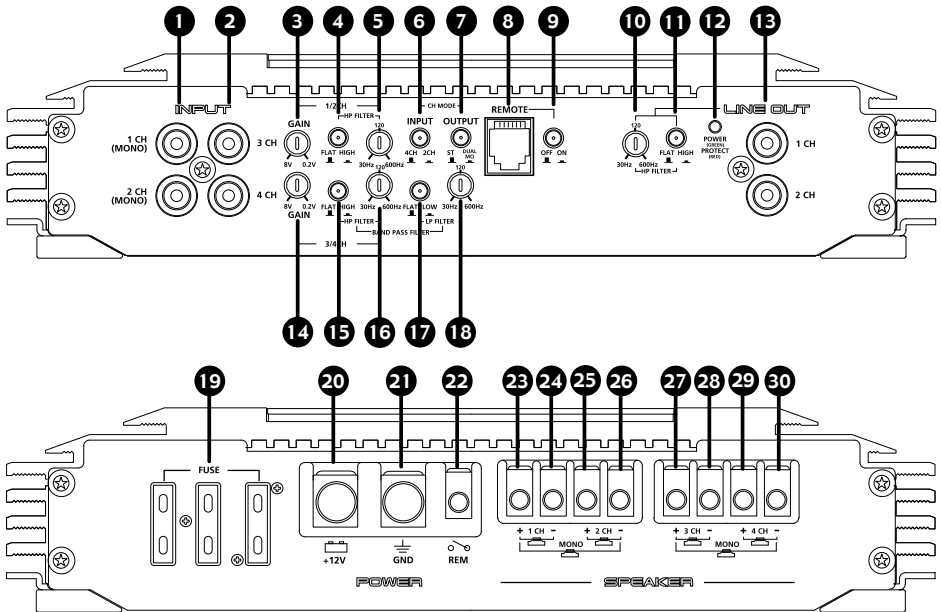 1 2 3 4 5 6 7 8 9 10 11 12 13
INPUT
1/2 CH
HP FILTER
CH MODE
REMOTE
LINE OUT
1 CH
(MONO)
3 CH
GAIN
8V 0.2V
FLAT HIGH
120
30Hz 600Hz
INPUT
4CH 2CH
OUTPUT
ST DUAL
MO
OFF ON
120
30Hz 600Hz
FLAT HIGH
HP FILTER
POWER
(GREEN)
PROTECT
(RED)
1 CH
2 CH
(MONO)
4 CH
8V 0.2V
GAIN
FLAT HIGH
120
30Hz 600Hz
HP FILTER
FLAT LOW
120
30Hz 600Hz
LP FILTER
BAND PASS FILTER
3/4 CH
2 CH
14 15 16 17 18
19 20 21 22 23 24 25 26 27 28 29 30
FUSE
+12V
GND
REM
+ 1 CH -
+ 2 CH -
MONO
+ 3 CH -
+ 4 CH -
MONO
POWER
SPEAKER